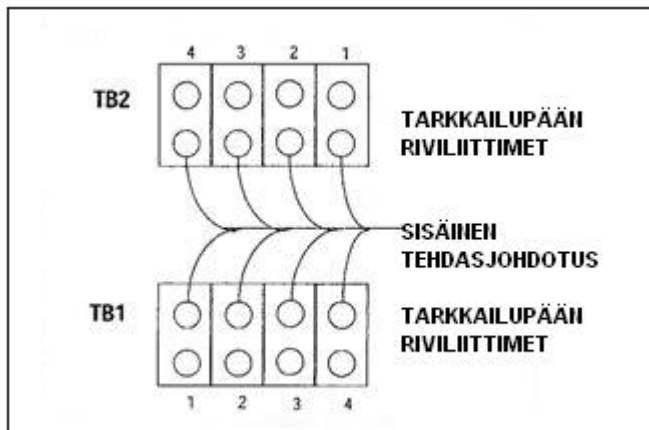 4 3 2 1
TB2
TARKKAILUPÄÄN
RIVILIITTIMET
SISÄINEN
TEHDASJOHDOTUS
TB1
TARKKAILUPÄÄN
RIVILIITTIMET
1 2 3 4